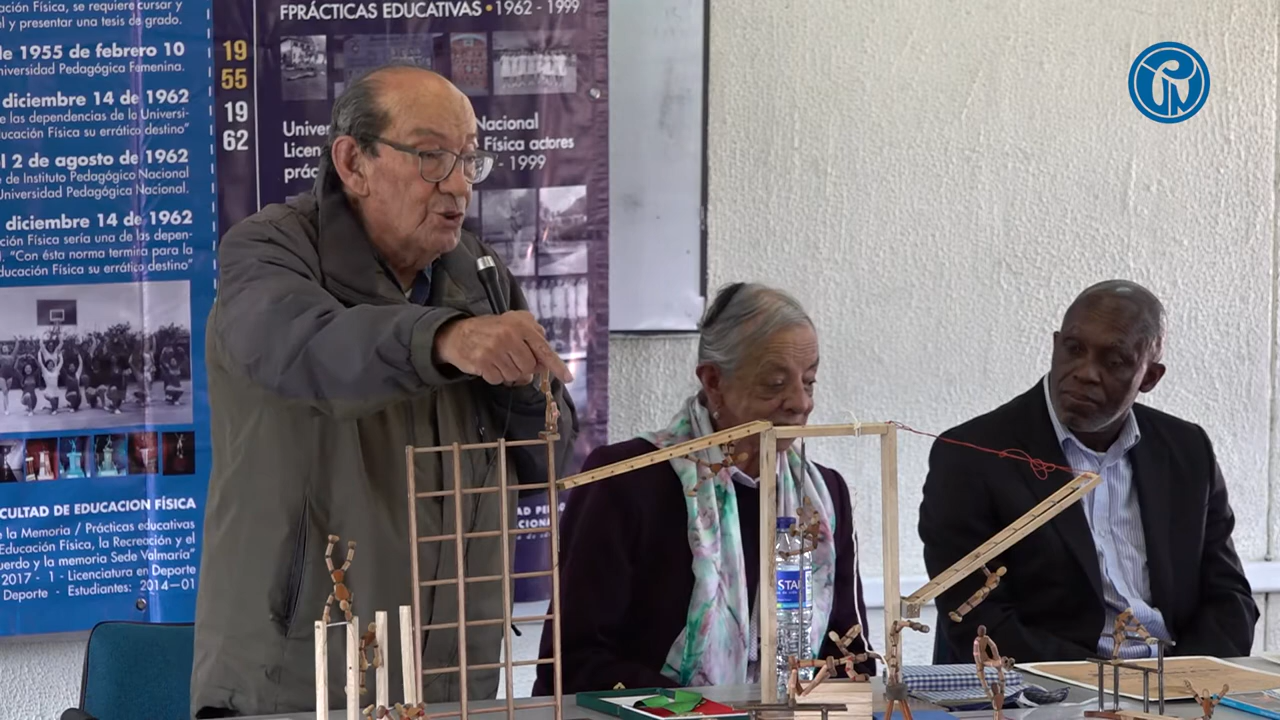 ación Física, se requiere cursar y
l y presentar una tesis de grado.
de 1955 de febrero 10
Universidad Pedagógica Femenina.
diciembre 14 de 1962
e las dependencias de la Universi-
ducación Física su errático destino”
l 2 de agosto de 1962
e de Instituto Pedagógico Nacional
Universidad Pedagógica Nacional.
diciembre 14 de 1962
ción Física sería una de las depen-
l. “Con ésta norma termina para la
ducación Física su errático destino”
CULTAD DE EDUCACION FÍSICA
e la Memoria / Prácticas educativas
Educación Física, la Recreación y el
uerdo y la memoria Sede Valmaría”
2017 - 1 - Licenciatura en Deporte
Deporte - Estudiantes: 2014—01
19
55
19
62
FPRÁCTICAS EDUCATIVAS • 1962 - 1999
Univer
Nacional
Licen
Física actores
prác
- 1999